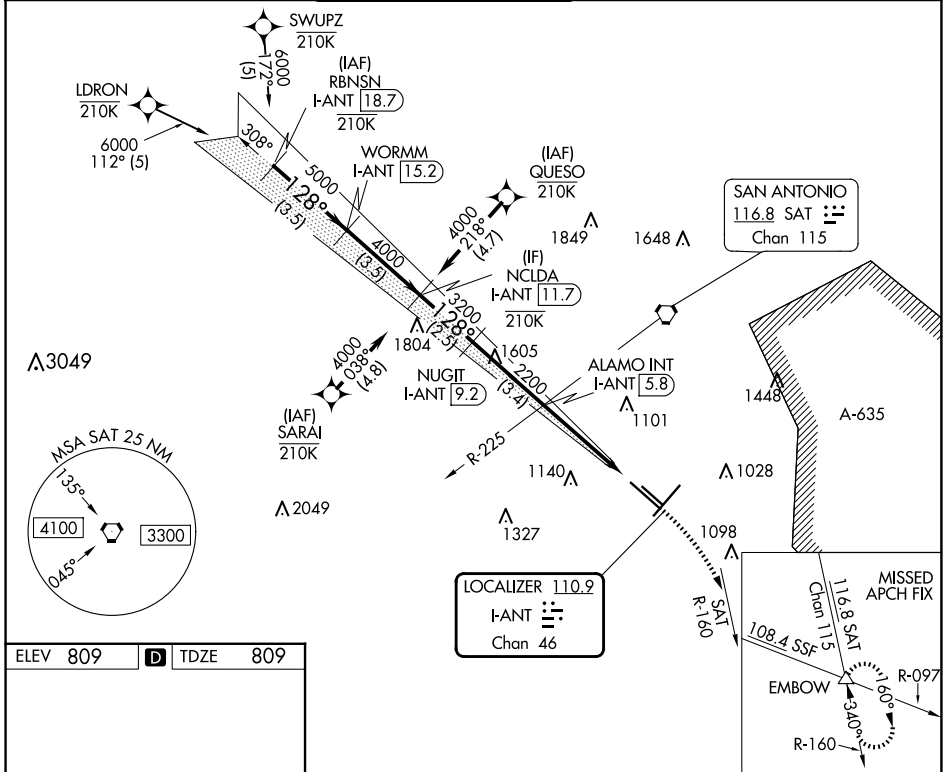 SWUPZ
210K
6000
172°
(5)
LDRON
210K
6000
112° (5)
(IAF)
RBNSN
I-ANT 18.7
210K
308°
5000
128°
(3.5)
WORMM
I-ANT 15.2
4000
(3.5)
(IAF)
QUESO
210K
4000
218°
(4.7)
1849
1648
SAN ANTONIO
116.8 SAT
Chan 115
(IF)
NCLDA
I-ANT 11.7
210K
3200
128°
(2.5)
1804
1605
NUGIT
I-ANT 9.2
2200
(3.4)
ALAMO INT
I-ANT 5.8
R-225
1101
1448
A-635
3049
4000
038°
(4.8)
(IAF)
SARAI
210K
MSA SAT 25 NM
135°
4100
3300
045°
2049
1140
1327
1028
1098
LOCALIZER 110.9
I-ANT
Chan 46
SAT
R-160
MISSED
APCH FIX
116.8 SAT
Chan 115
108.4 SSF
EMBOW
R-097
160°
340°
R-160
ELEV 809 D TDZE 809